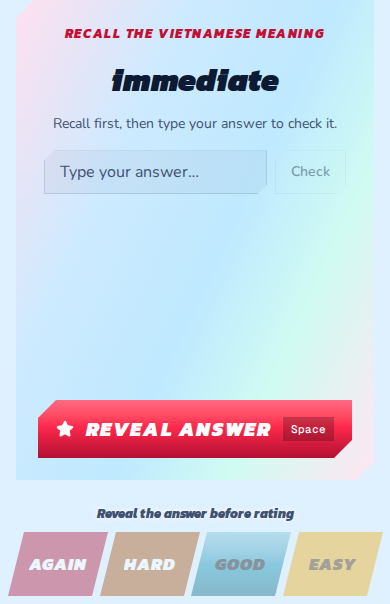 RECALL THE VIETNAMESE MEANING
immediate
Recall first, then type your answer to check it.
Type your answer... Check
REVEAL ANSWER Space
Reveal the answer before rating
AGAIN HARD GOOD EASY